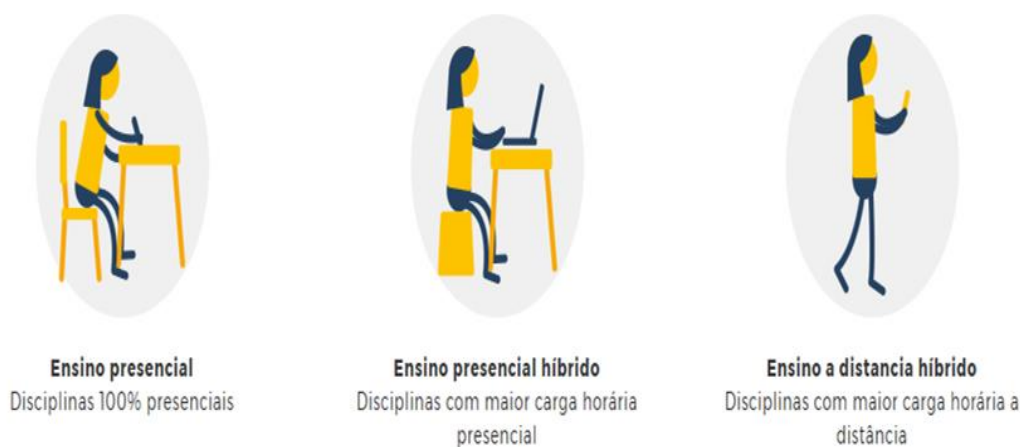 Ensino presencial
Disciplinas 100% presenciais
Ensino presencial híbrido
Disciplinas com maior carga horária
presencial
Ensino a distancia híbrido
Disciplinas com maior carga horária a
distância